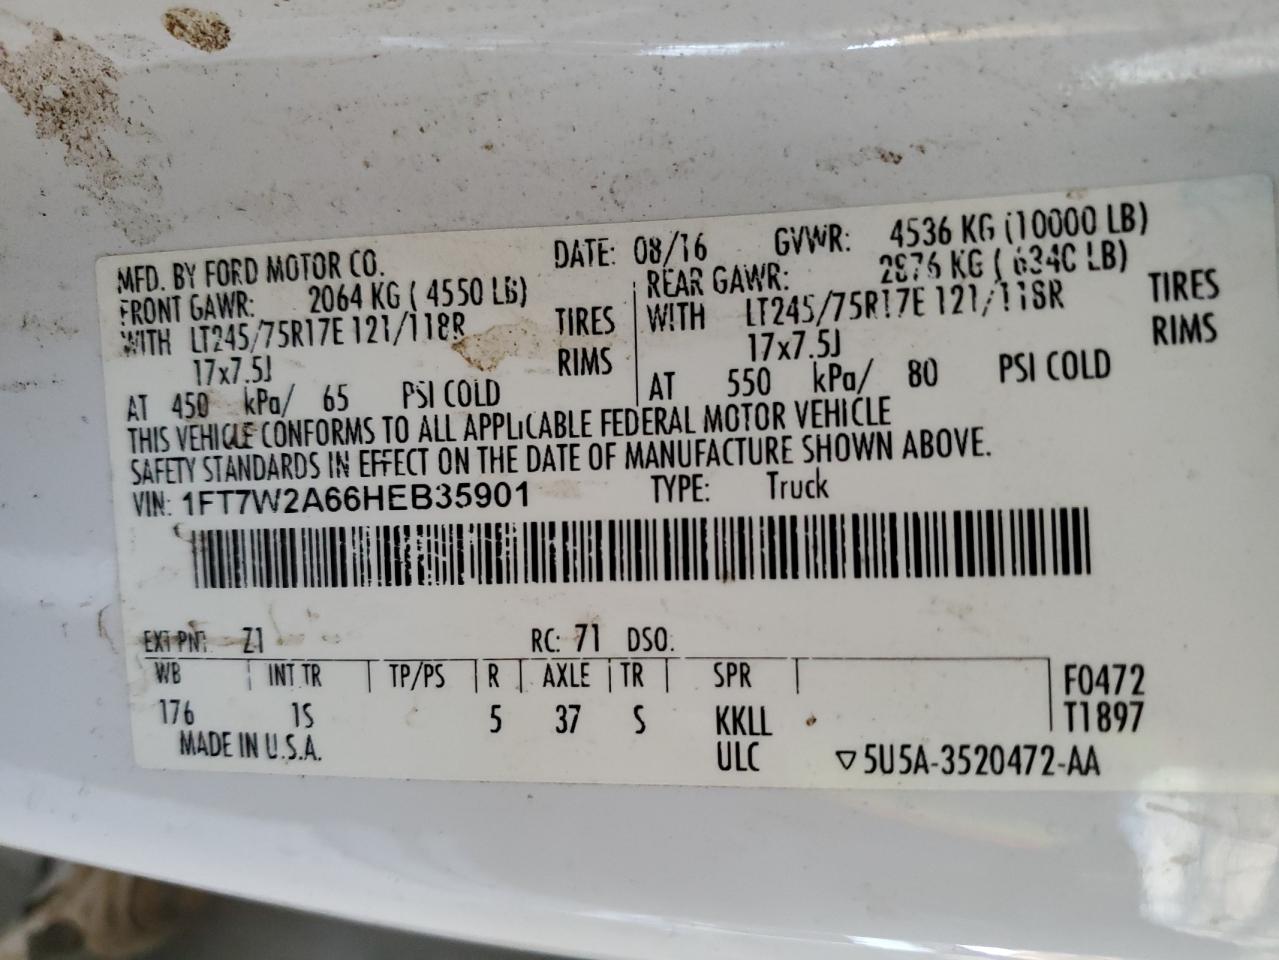 MFD. BY FORD MOTOR CO. DATE: 08/16 GVWR: 4536 KG (10000 LB)
FRONT GAWR: 2064 KG ( 4550 LB) REAR GAWR: 2876 KG ( 6340 LB)
WITH LT245/75R17E 121/118R TIRES WITH LT245/75R17E 121/118R TIRES
17x7.5J RIMS 17x7.5J RIMS
AT 450 kPa/ 65 PSI COLD AT 550 kPa/ 80 PSI COLD
THIS VEHICLE CONFORMS TO ALL APPLICABLE FEDERAL MOTOR VEHICLE
SAFETY STANDARDS IN EFFECT ON THE DATE OF MANUFACTURE SHOWN ABOVE.
VIN: 1FT7W2A66HEB35901 TYPE: Truck
EXT PNT: Z1 RC: 71 DSO:
WB INT TR TP/PS R AXLE TR SPR F0472
176 1S 5 37 S KKLL T1897
MADE IN U.S.A. ULC ▽5U5A-3520472-AA